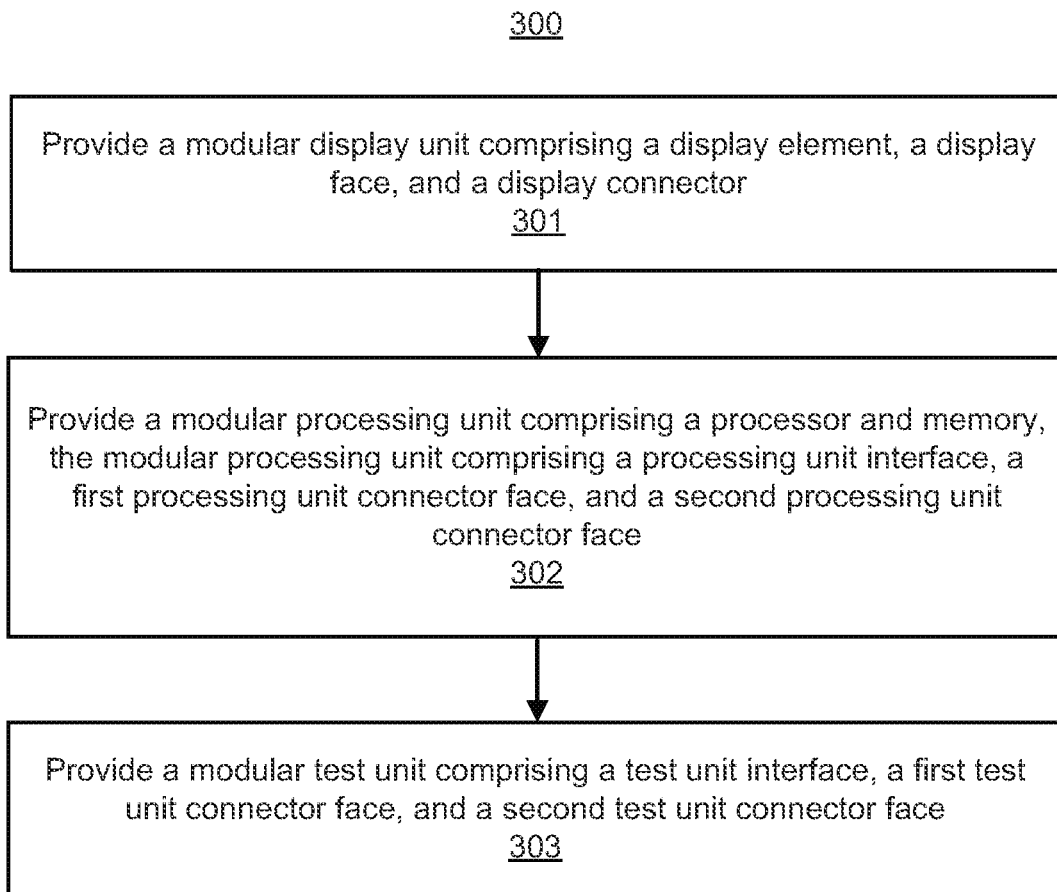 300
Provide a modular display unit comprising a display element, a display
face, and a display connector
301
Provide a modular processing unit comprising a processor and memory,
the modular processing unit comprising a processing unit interface, a
first processing unit connector face, and a second processing unit
connector face
302
Provide a modular test unit comprising a test unit interface, a first test
unit connector face, and a second test unit connector face
303